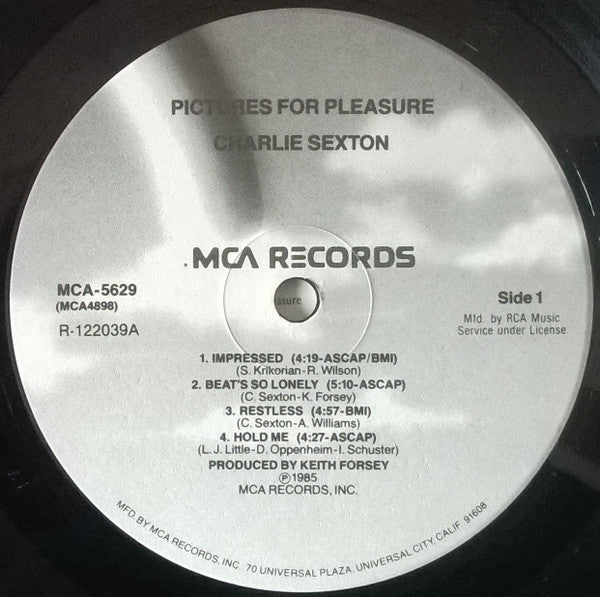 PICTURES FOR PLEASURE
CHARLIE SEXTON
MCA RECORDS
MCA-5629
(MCA4898)
R-122039A
asure
Side 1
Mfd. by RCA Music
Service under License
1. IMPRESSED (4:19-ASCAP/BMI)
(S. Krikorian-R. Wilson)
2. BEAT'S SO LONELY (5:10-ASCAP)
(C. Sexton-K. Forsey)
3. RESTLESS (4:57-BMI)
(C. Sexton-A. Williams)
4. HOLD ME (4:27-ASCAP)
(L. J. Little-D. Oppenheim-I. Schuster)
PRODUCED BY KEITH FORSEY
℗1985
MCA RECORDS, INC.
MFD BY MCA RECORDS, INC. 70 UNIVERSAL PLAZA, UNIVERSAL CITY, CALIF. 91608